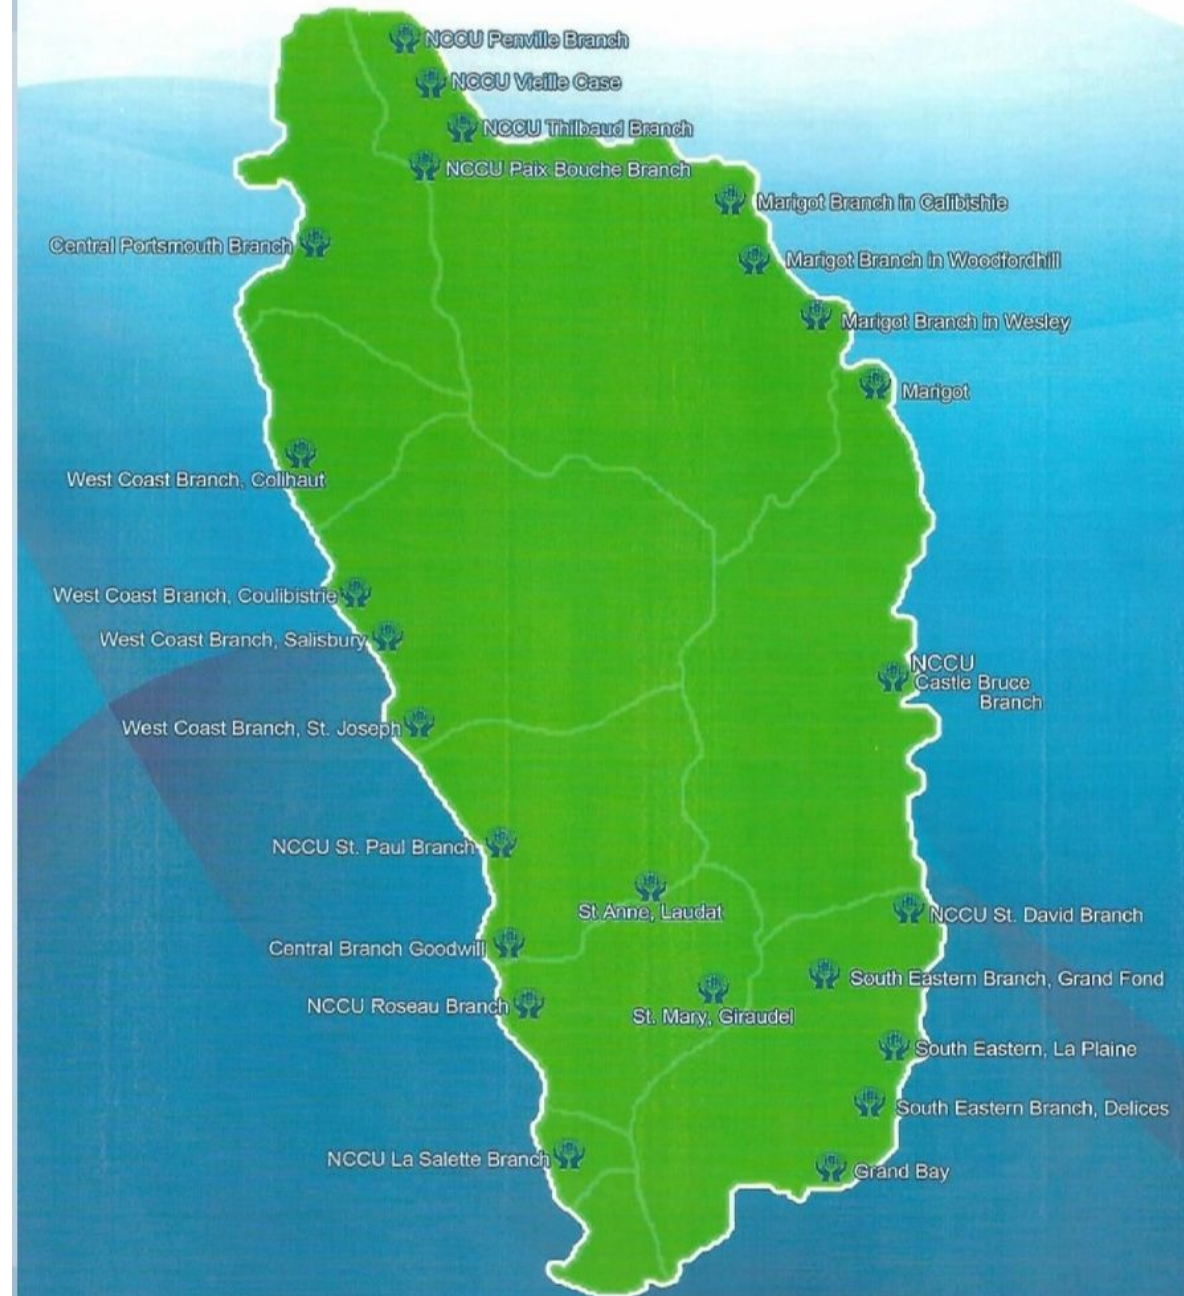 NCCU Penville Branch
NCCU Vieille Case
NCCU Thilbaud Branch
NCCU Paix Bouche Branch
Marigot Branch in Calibishie
Central Portsmouth Branch
Marigot Branch in Woodfordhill
Marigot Branch in Wesley
Marigot
West Coast Branch, Colihaut
West Coast Branch, Coulibistrie
West Coast Branch, Salisbury
NCCU
Castle Bruce
Branch
West Coast Branch, St. Joseph
NCCU St. Paul Branch
St Anne, Laudat
NCCU St. David Branch
Central Branch Goodwill
South Eastern Branch, Grand Fond
NCCU Roseau Branch
St. Mary, Giraudel
South Eastern, La Plaine
South Eastern Branch, Delices
NCCU La Salette Branch
Grand Bay